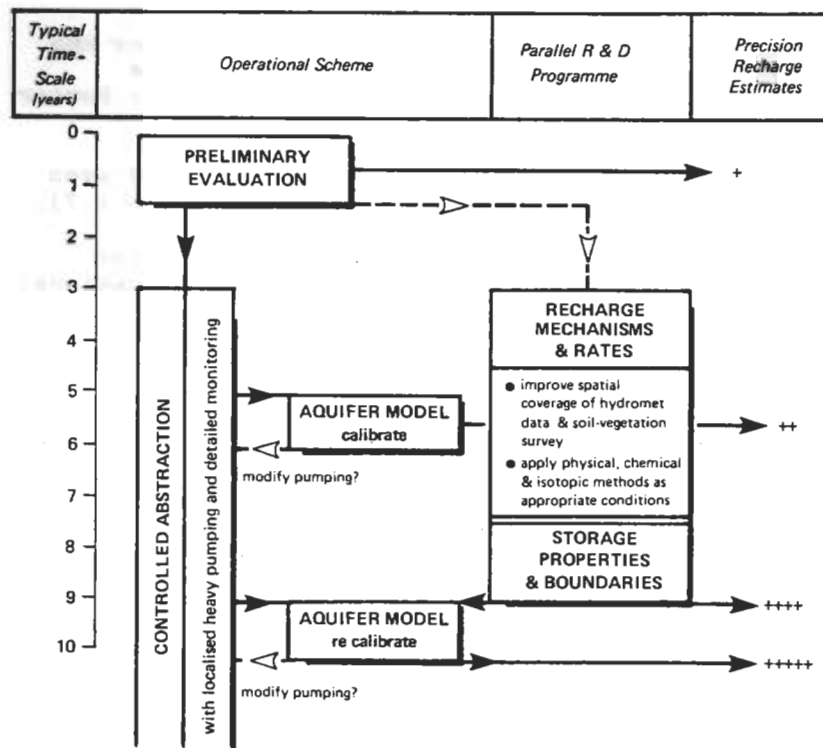 Typical
Time-
Scale
(years)
Operational Scheme
Parallel R & D
Programme
Precision
Recharge
Estimates
0
1
2
3
4
5
6
7
8
9
10
PRELIMINARY
EVALUATION
+
CONTROLLED ABSTRACTION
with localised heavy pumping and detailed monitoring
RECHARGE
MECHANISMS
& RATES
● improve spatial
coverage of hydromet
data & soil-vegetation
survey
● apply physical, chemical
& isotopic methods as
appropriate conditions
AQUIFER MODEL
calibrate
++
modify pumping?
STORAGE
PROPERTIES
& BOUNDARIES
AQUIFER MODEL
re calibrate
++++
+++++
modify pumping?